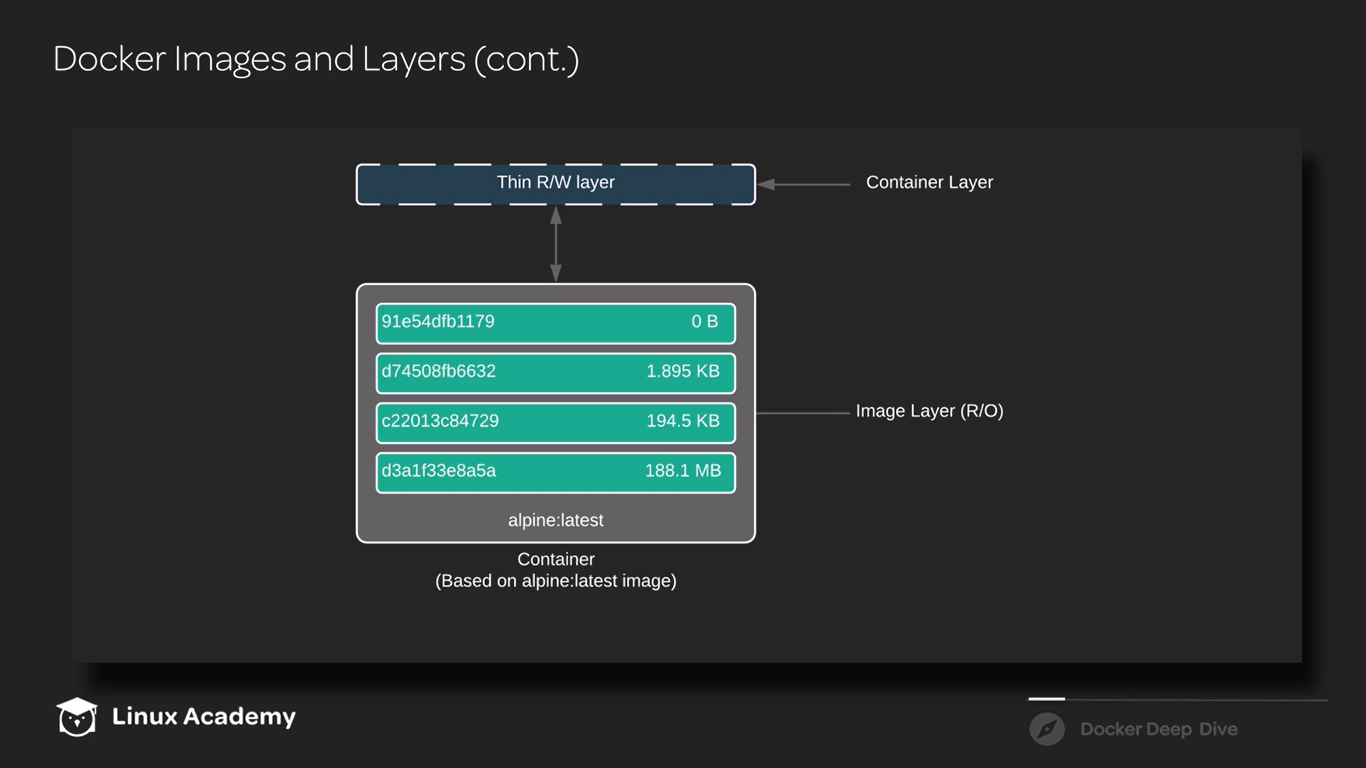 Docker Images and Layers (cont.)
Thin R/W layer
Container Layer
91e54dfb1179 0 B
d74508fb6632 1.895 KB
c22013c84729 194.5 KB
d3a1f33e8a5a 188.1 MB
Image Layer (R/O)
alpine:latest
Container
(Based on alpine:latest image)
Linux Academy
Docker Deep Dive